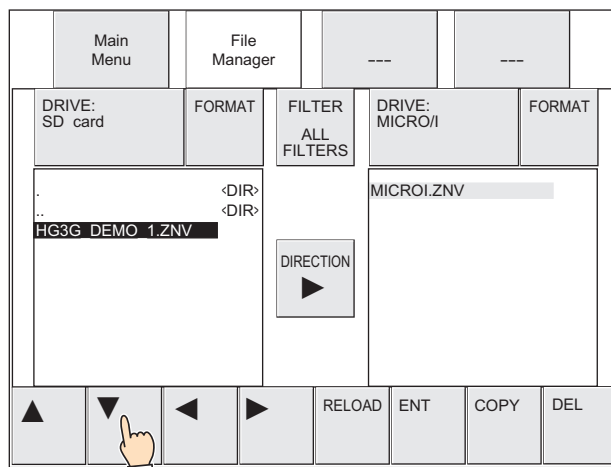 Main
Menu
File
Manager
---
---
DRIVE:
SD card
FORMAT
FILTER
ALL
FILTERS
DRIVE:
MICRO/I
FORMAT
. <DIR>
.. <DIR>
HG3G_DEMO_1.ZNV
MICROI.ZNV
DIRECTION
RELOAD
ENT
COPY
DEL